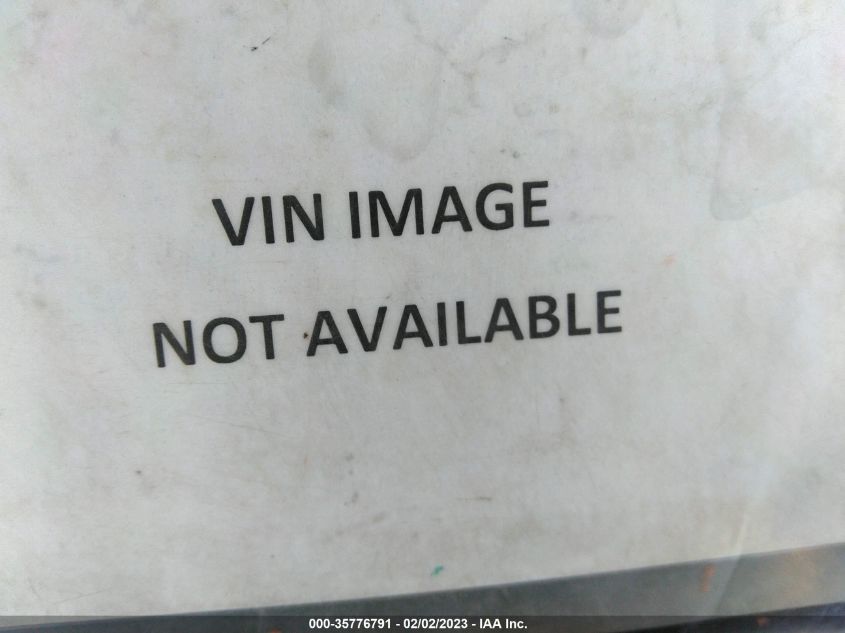 VIN IMAGE
NOT AVAILABLE
000-35776791 - 02/02/2023 - IAA Inc.